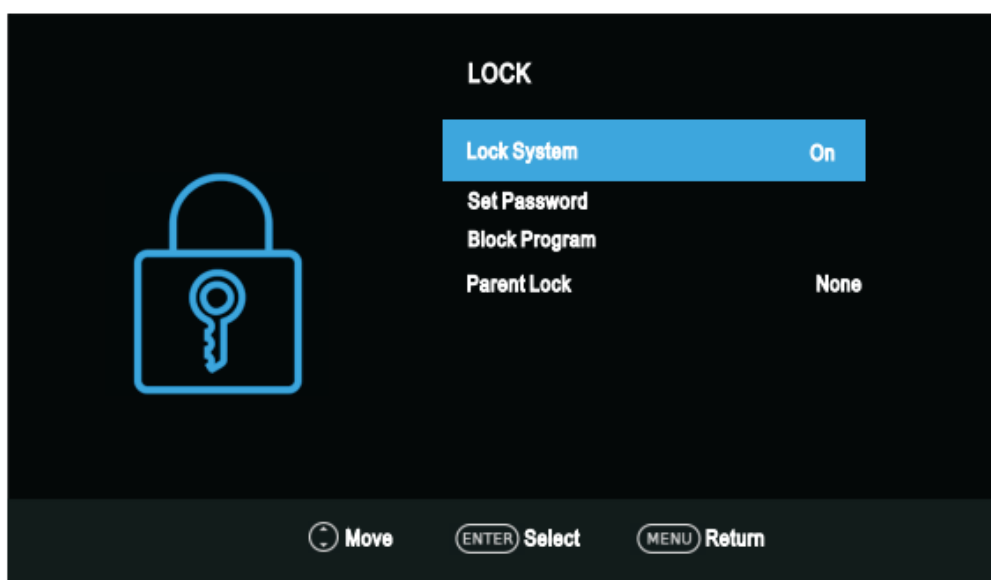 LOCK
Lock System On
Set Password
Block Program
Parent Lock None
Move ENTER Select MENU Return